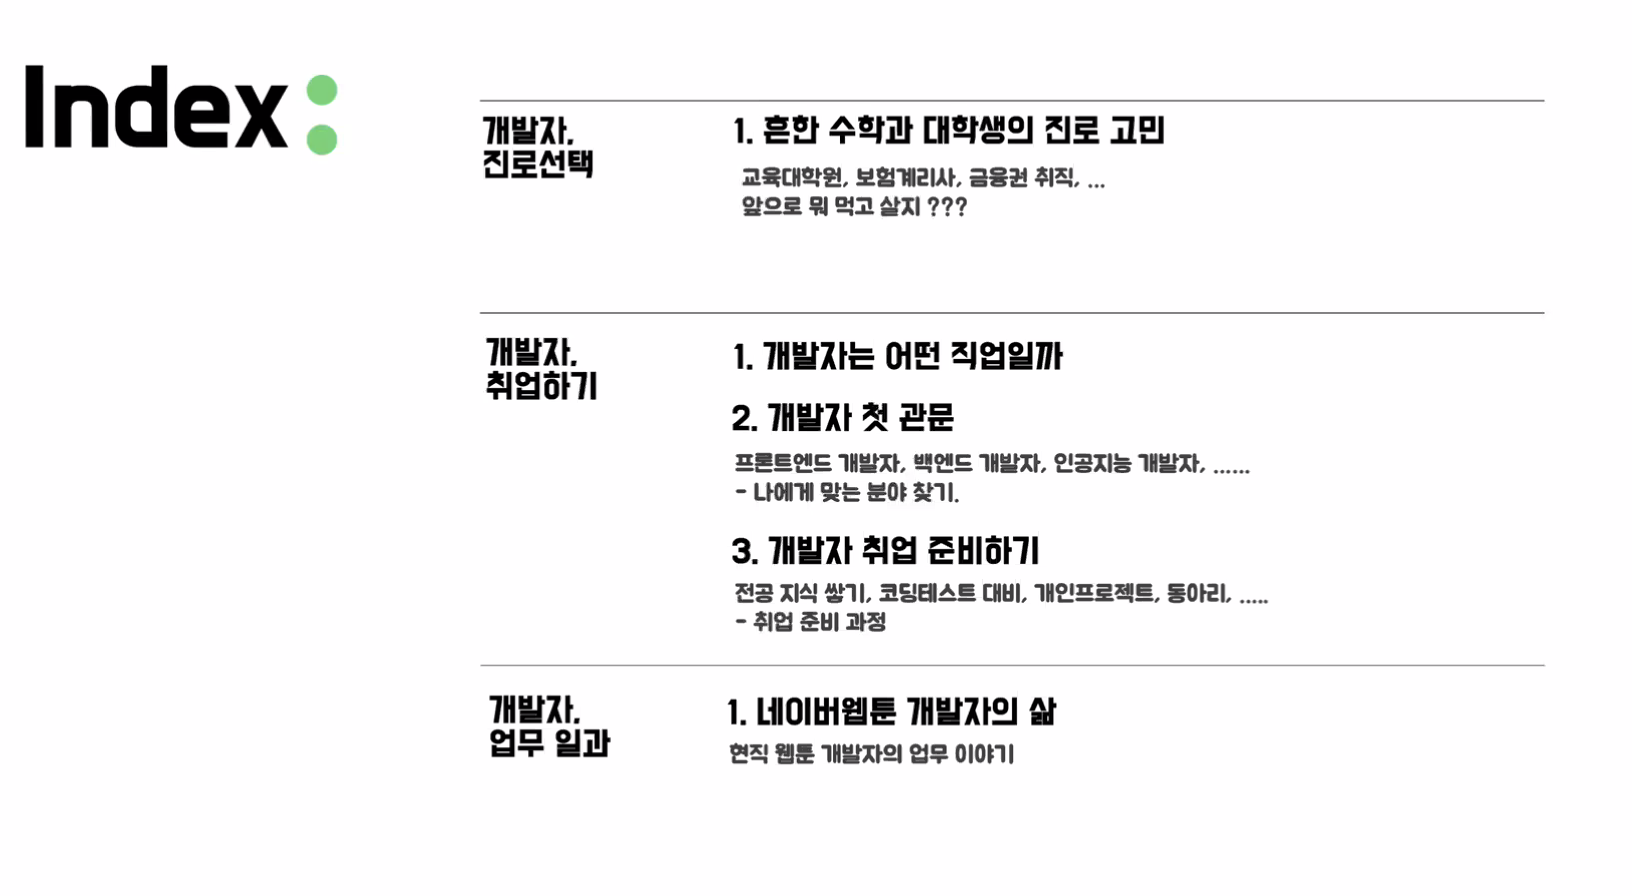 Index:
개발자,
진로선택
1. 흔한 수학과 대학생의 진로 고민
교육대학원, 보험계리사, 금융권 취직, ...
앞으로 뭐 먹고 살지 ???
개발자,
취업하기
1. 개발자는 어떤 직업일까
2. 개발자 첫 관문
프론트엔드 개발자, 백엔드 개발자, 인공지능 개발자, ......
- 나에게 맞는 분야 찾기.
3. 개발자 취업 준비하기
전공 지식 쌓기, 코딩테스트 대비, 개인프로젝트, 동아리, .....
- 취업 준비 과정
개발자,
업무 일과
1. 네이버웹툰 개발자의 삶
현직 웹툰 개발자의 업무 이야기